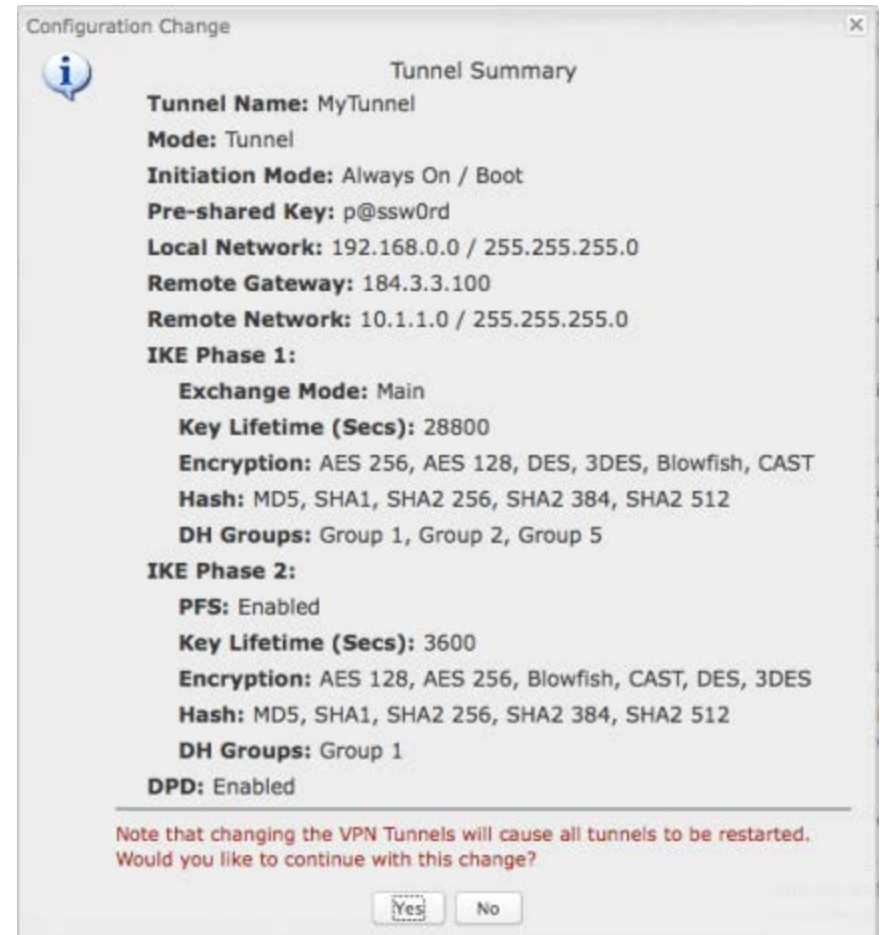 Configuration Change
Tunnel Summary
Tunnel Name: MyTunnel
Mode: Tunnel
Initiation Mode: Always On / Boot
Pre-shared Key: p@ssw0rd
Local Network: 192.168.0.0 / 255.255.255.0
Remote Gateway: 184.3.3.100
Remote Network: 10.1.1.0 / 255.255.255.0
IKE Phase 1:
Exchange Mode: Main
Key Lifetime (Secs): 28800
Encryption: AES 256, AES 128, DES, 3DES, Blowfish, CAST
Hash: MD5, SHA1, SHA2 256, SHA2 384, SHA2 512
DH Groups: Group 1, Group 2, Group 5
IKE Phase 2:
PFS: Enabled
Key Lifetime (Secs): 3600
Encryption: AES 128, AES 256, Blowfish, CAST, DES, 3DES
Hash: MD5, SHA1, SHA2 256, SHA2 384, SHA2 512
DH Groups: Group 1
DPD: Enabled
Note that changing the VPN Tunnels will cause all tunnels to be restarted.
Would you like to continue with this change?
Yes No